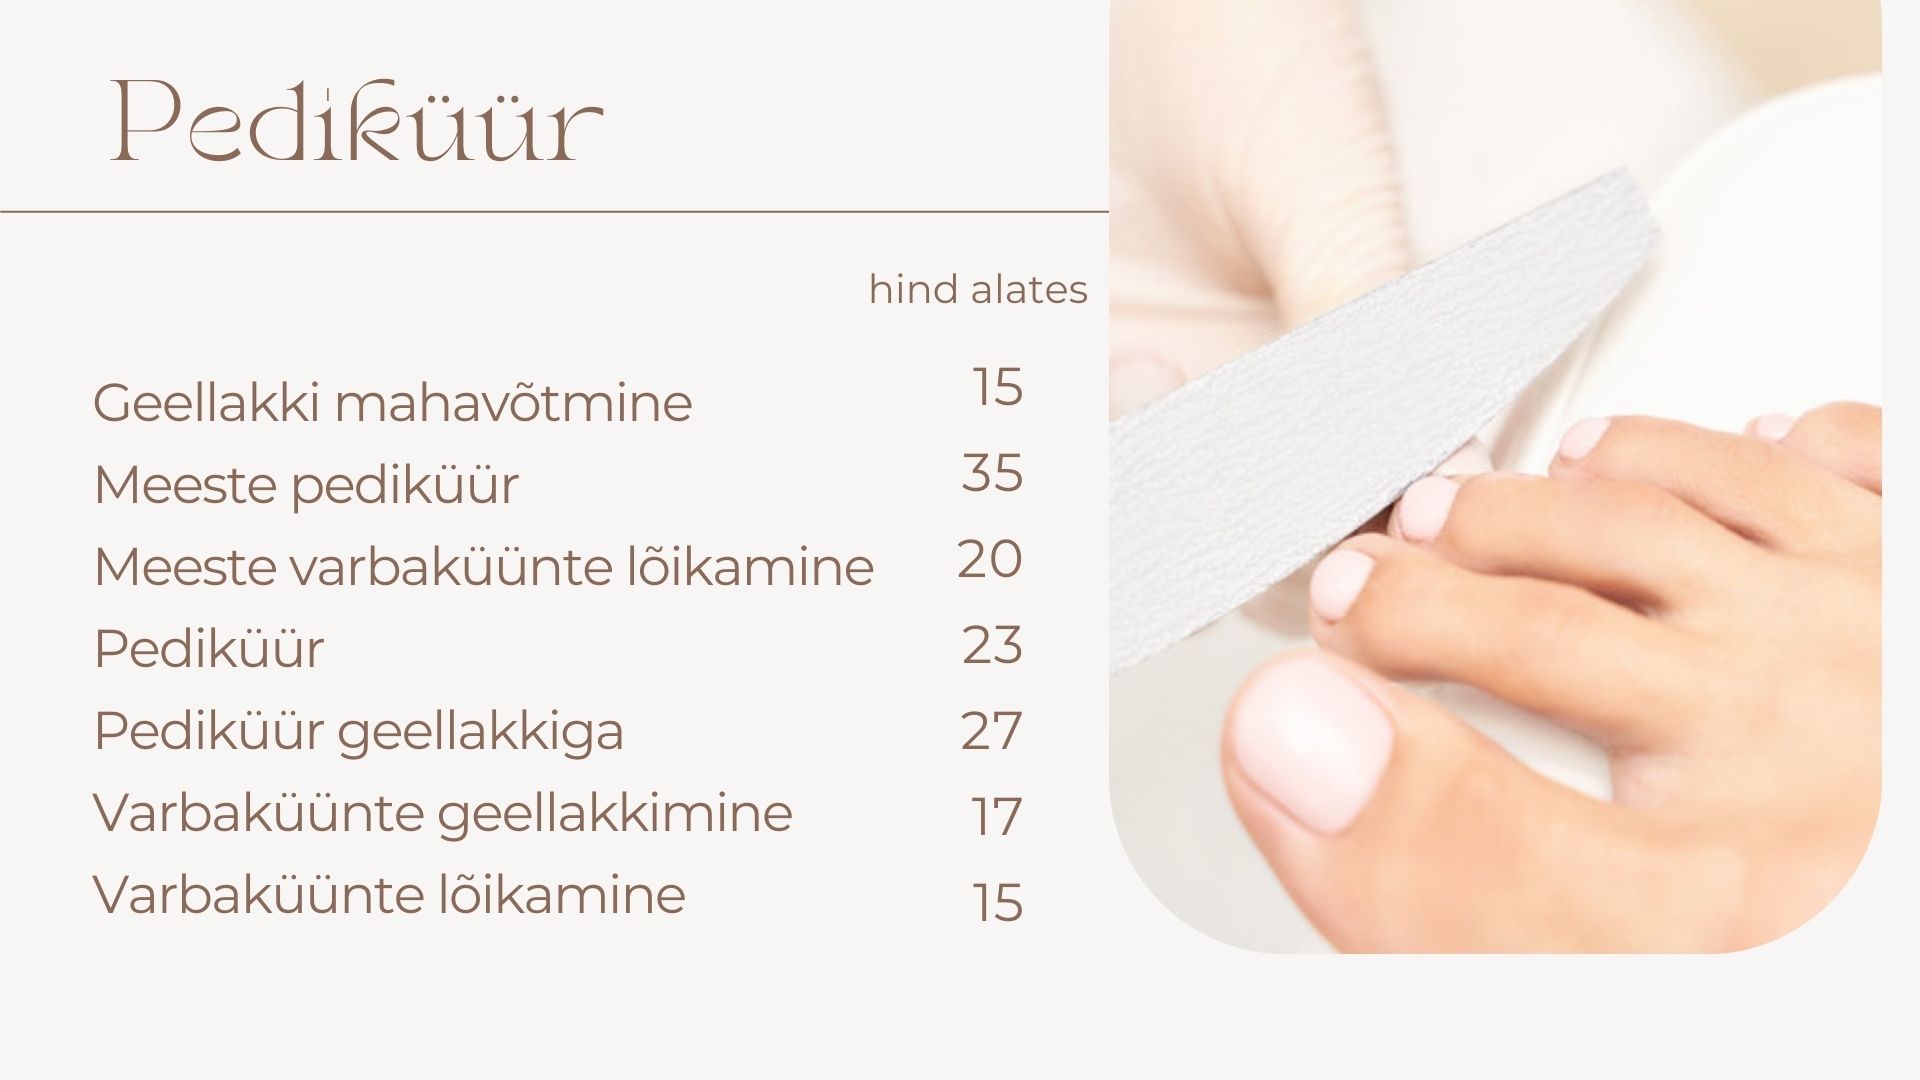 Pediküür
hind alates
Geellakki mahavõtmine 15
Meeste pediküür 35
Meeste varbaküünte lõikamine 20
Pediküür 23
Pediküür geellakkiga 27
Varbaküünte geellakkimine 17
Varbaküünte lõikamine 15